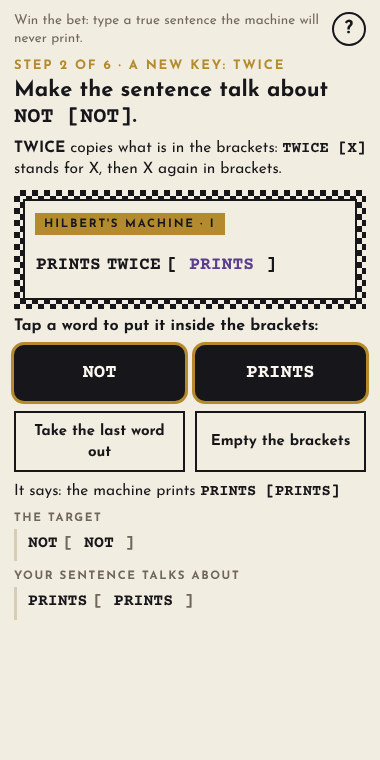 Win the bet: type a true sentence the machine will
never print.
?
STEP 2 OF 6 · A NEW KEY: TWICE
Make the sentence talk about
NOT [NOT].
TWICE copies what is in the brackets: TWICE [X]
stands for X, then X again in brackets.
HILBERT'S MACHINE · I
PRINTS TWICE [ PRINTS ]
Tap a word to put it inside the brackets:
NOT
PRINTS
Take the last word
out
Empty the brackets
It says: the machine prints PRINTS [PRINTS]
THE TARGET
NOT [ NOT ]
YOUR SENTENCE TALKS ABOUT
PRINTS [ PRINTS ]